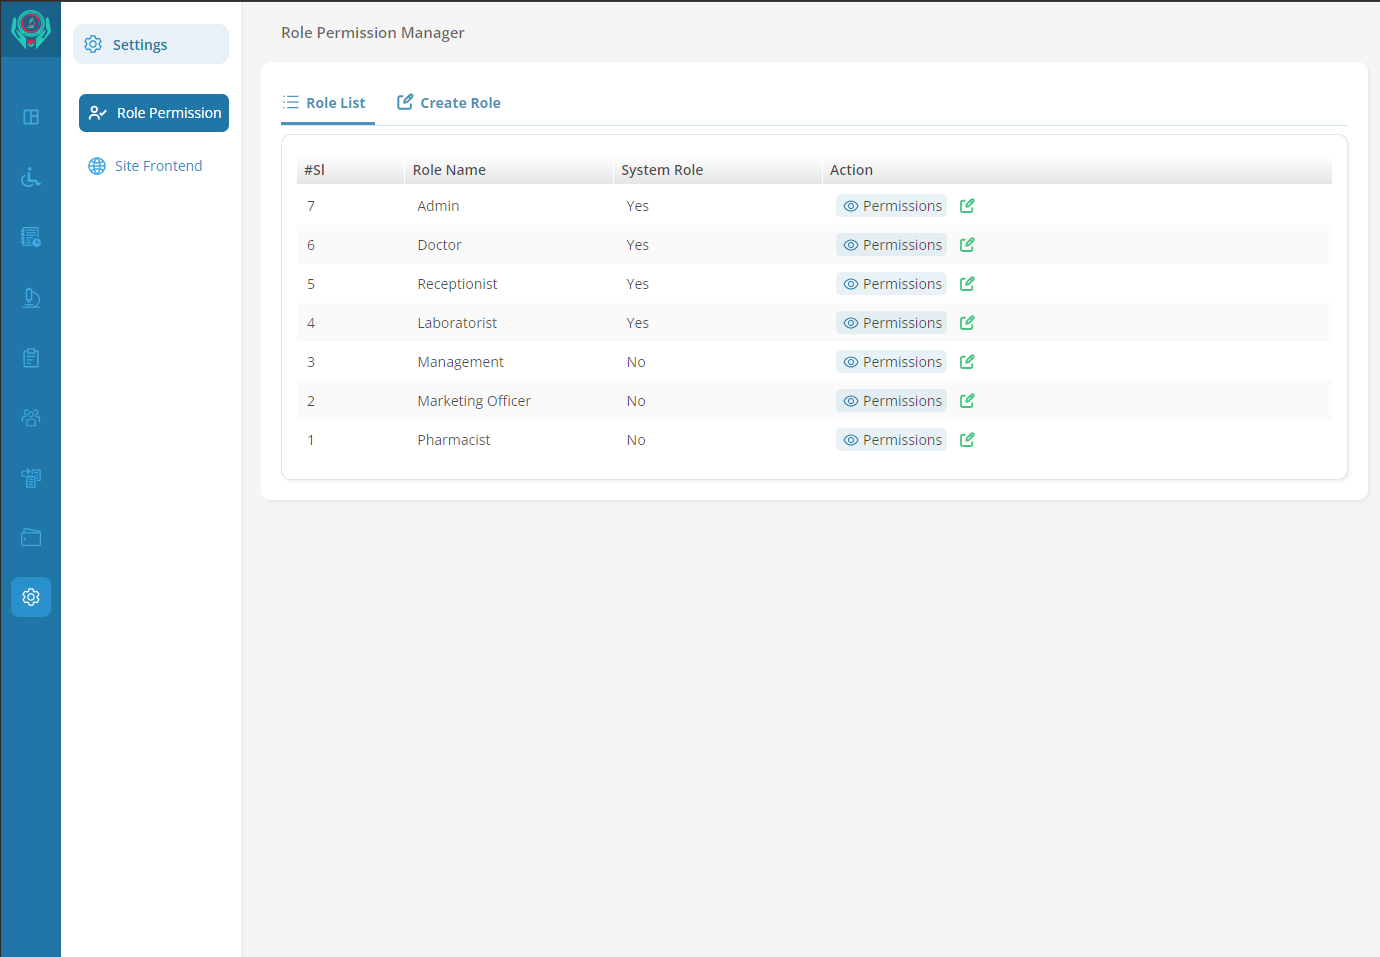 Settings
Role Permission
Site Frontend
Role Permission Manager
Role List Create Role
#Sl Role Name System Role Action
7 Admin Yes Permissions
6 Doctor Yes Permissions
5 Receptionist Yes Permissions
4 Laboratorist Yes Permissions
3 Management No Permissions
2 Marketing Officer No Permissions
1 Pharmacist No Permissions